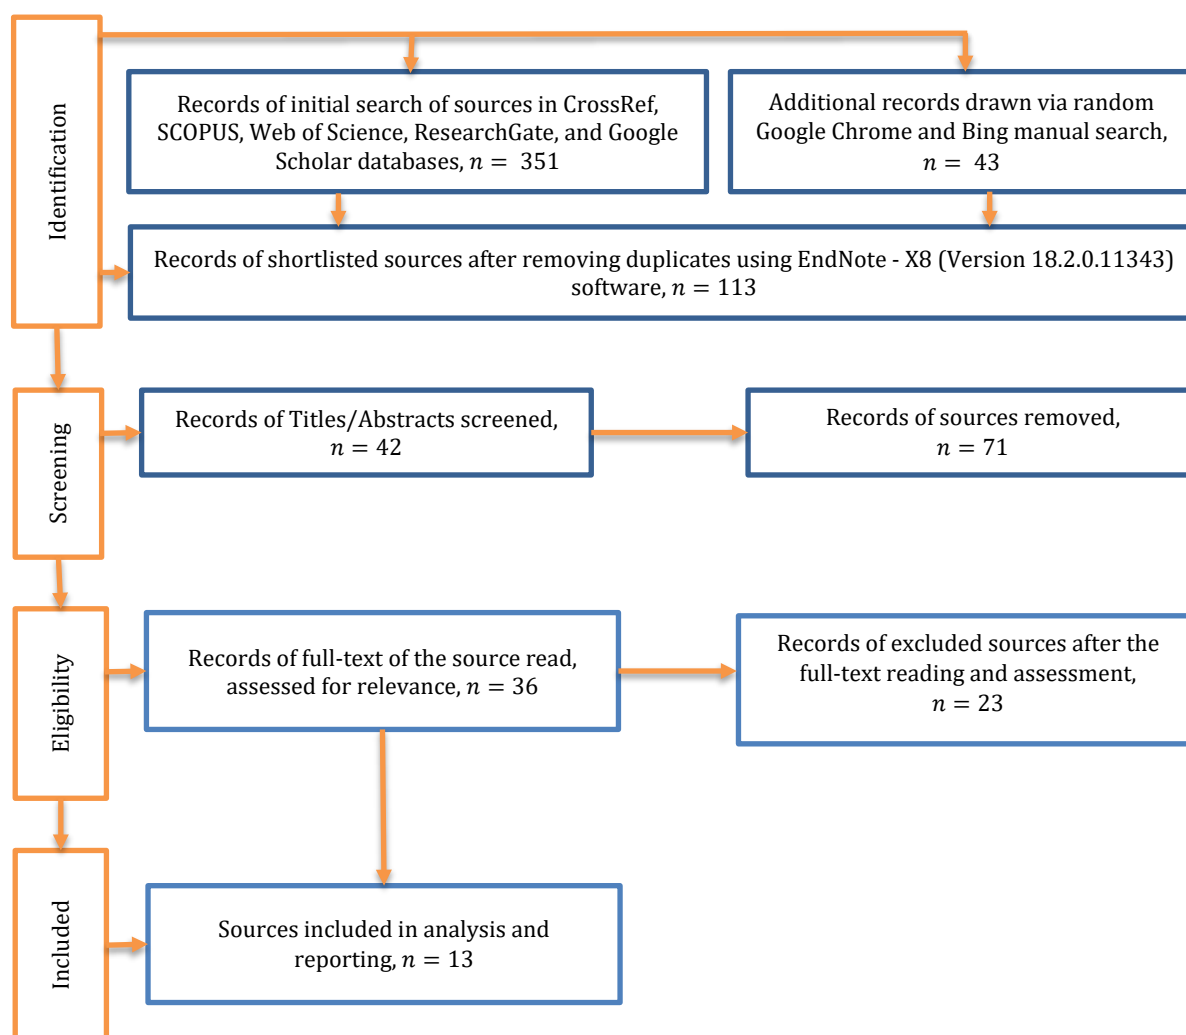 Identification
Records of initial search of sources in CrossRef,
SCOPUS, Web of Science, ResearchGate, and Google
Scholar databases, n = 351
Additional records drawn via random
Google Chrome and Bing manual search,
n = 43
Records of shortlisted sources after removing duplicates using EndNote - X8 (Version 18.2.0.11343)
software, n = 113
Screening
Records of Titles/Abstracts screened,
n = 42
Records of sources removed,
n = 71
Eligibility
Records of full-text of the source read,
assessed for relevance, n = 36
Records of excluded sources after the
full-text reading and assessment,
n = 23
Included
Sources included in analysis and
reporting, n = 13